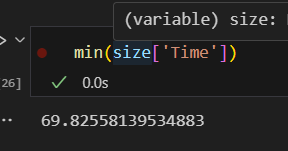 (variable) size:
min(size['Time'])
26]
0.0s
69.82558139534883